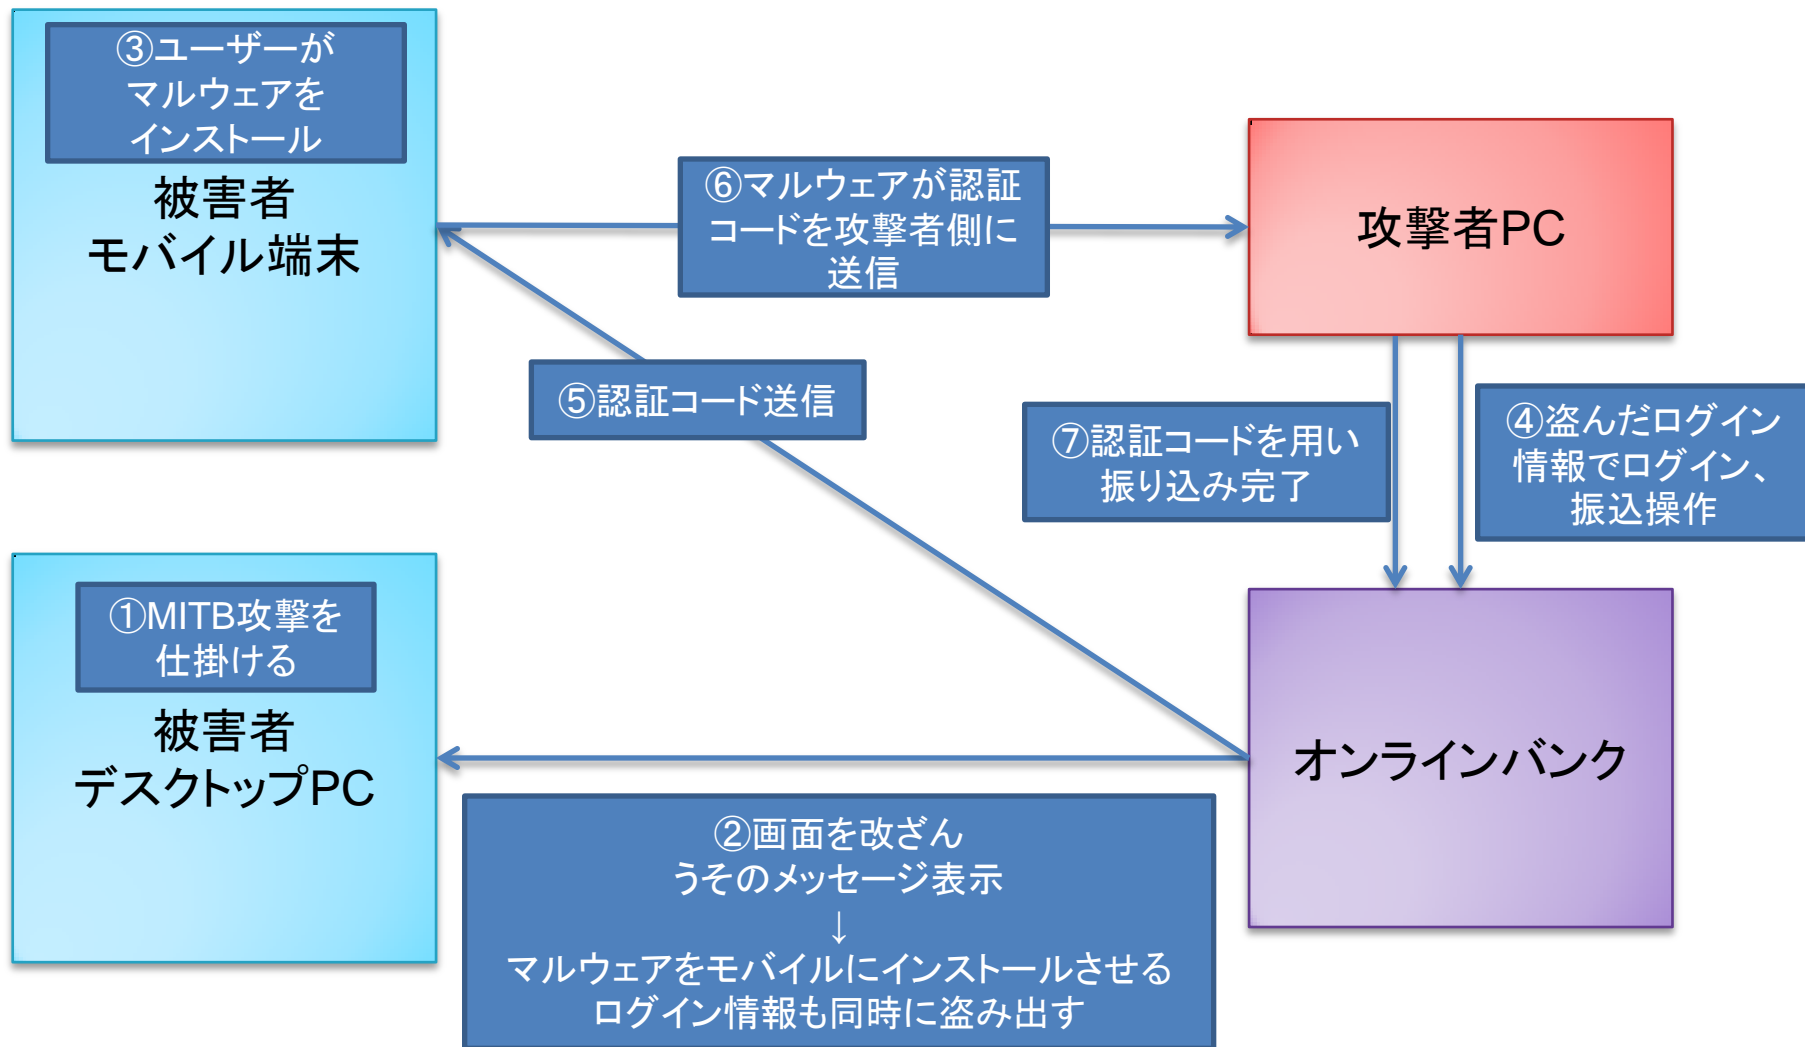 ③ユーザーが
マルウェアを
インストール
被害者
モバイル端末
⑥マルウェアが認証
コードを攻撃者側に
送信
攻撃者PC
⑤認証コード送信
⑦認証コードを用い
振り込み完了
④盗んだログイン
情報でログイン、
振込操作
①MITB攻撃を
仕掛ける
被害者
デスクトップPC
オンラインバンク
②画面を改ざん
うそのメッセージ表示
↓
マルウェアをモバイルにインストールさせる
ログイン情報も同時に盗み出す